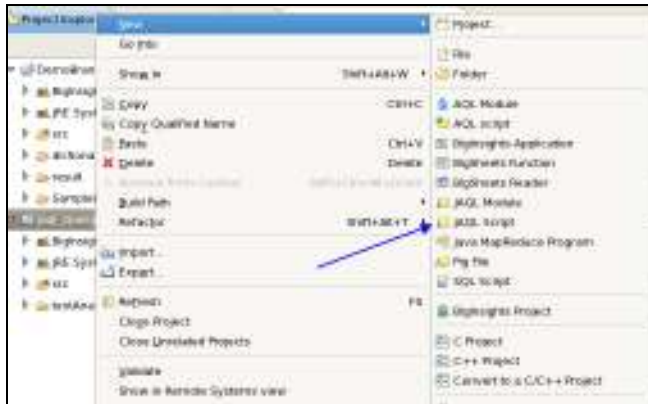 Project Explorer
New
Go Into
Show In Shift+Alt+W
Copy Ctrl+C
Copy Qualified Name
Paste Ctrl+V
Delete Delete
Build Path
Refactor Shift+Alt+T
Import...
Export...
Refresh F5
Close Project
Close Unrelated Projects
Validate
Show in Remote Systems view
Project...
File
Folder
AQL Module
AQL Script
BigInsights Application
BigSheets Function
BigSheets Reader
JAQL Module
JAQL Script
Java MapReduce Program
Pig File
SQL Script
BigInsights Project
C Project
C++ Project
Convert to a C/C++ Project
src
result
src